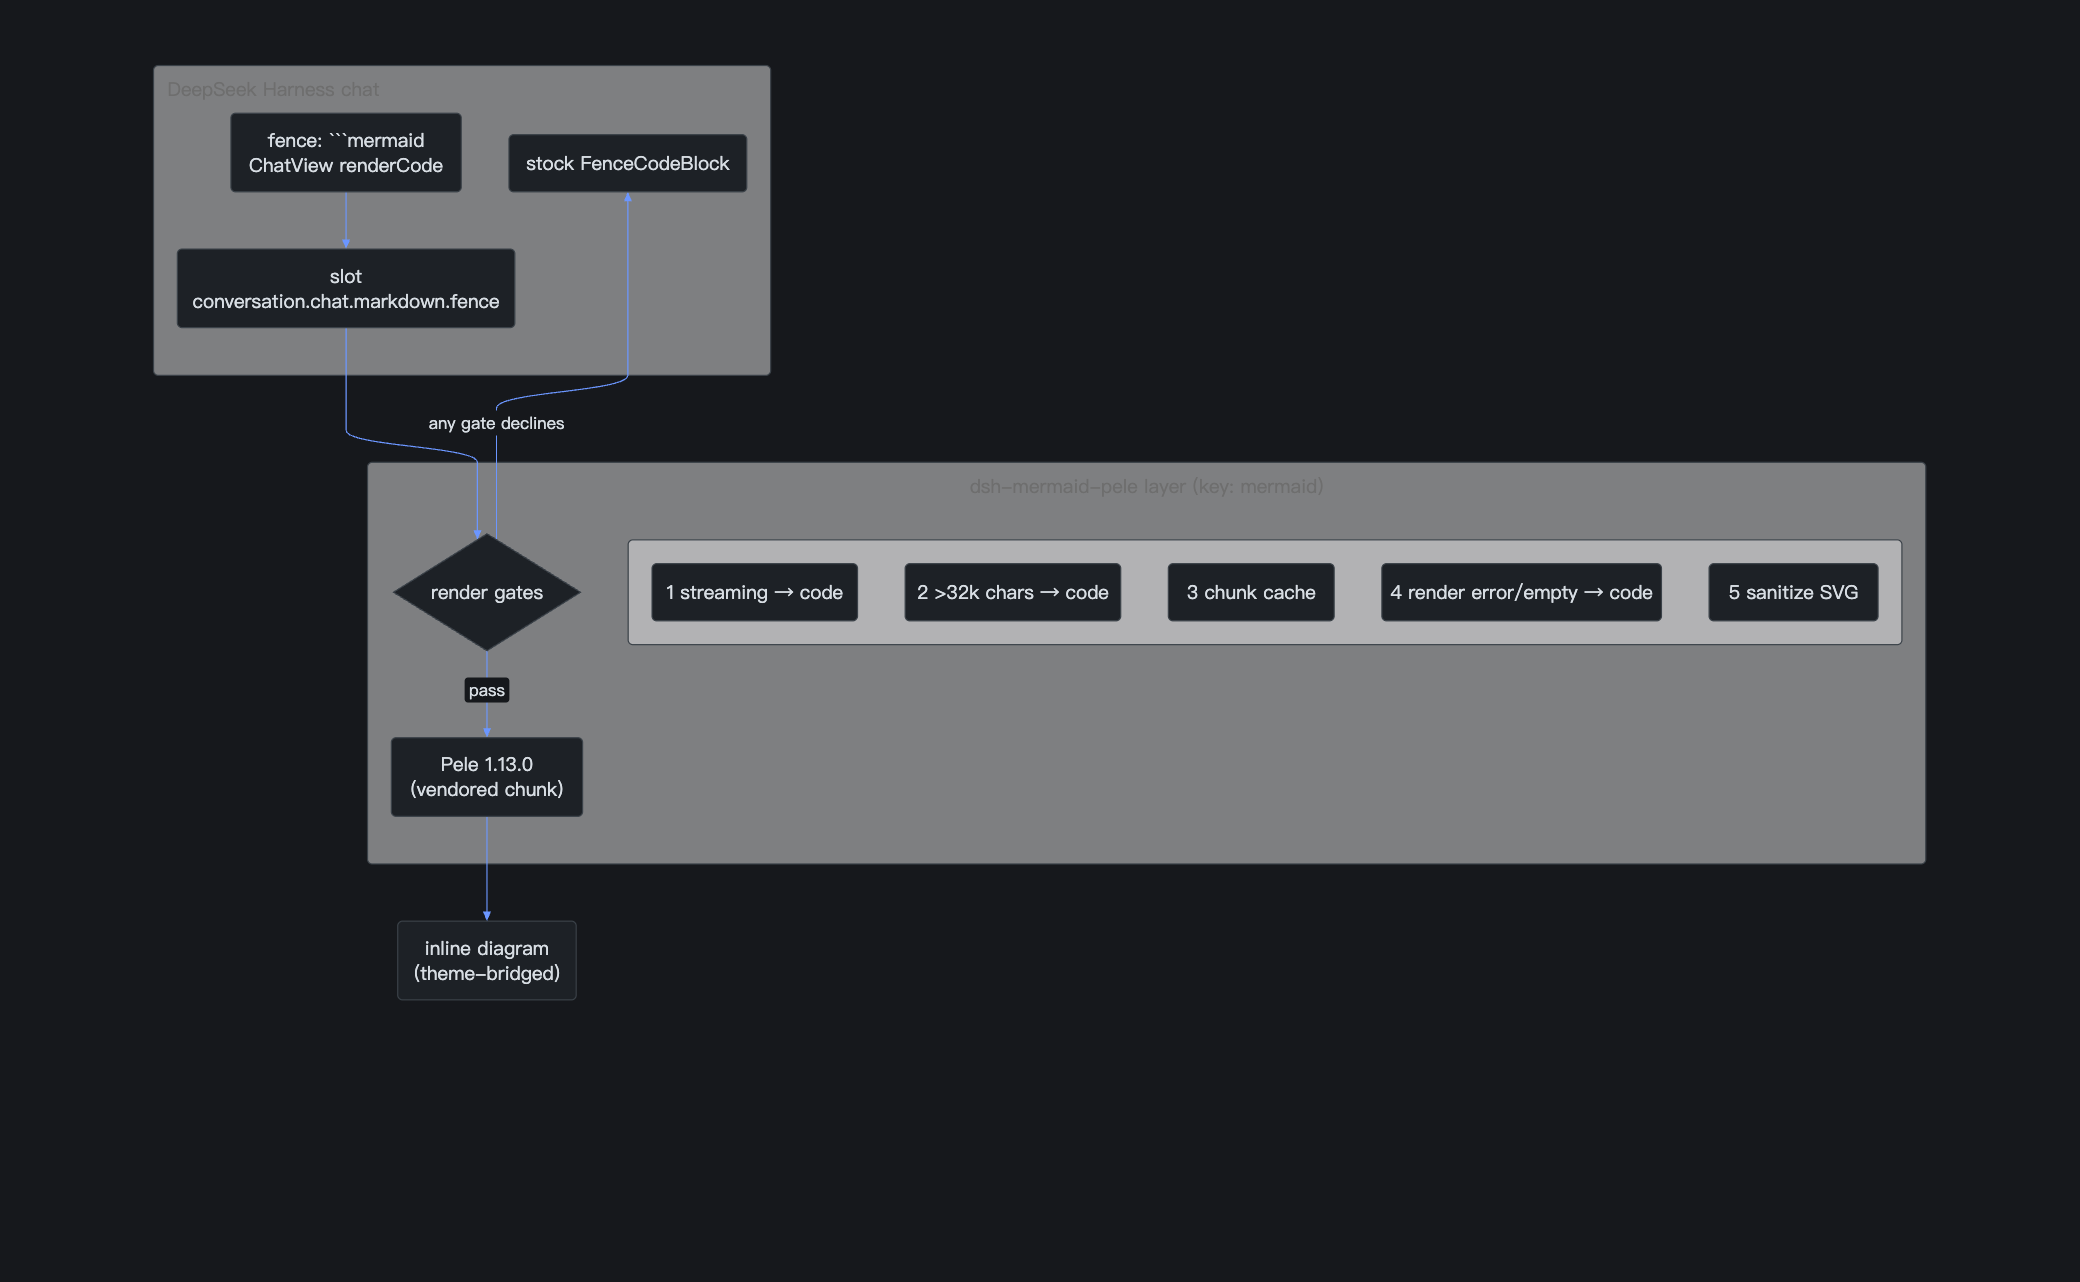 DeepSeek Harness chat
fence: ```mermaid
ChatView renderCode
stock FenceCodeBlock
slot
conversation.chat.markdown.fence
any gate declines
dsh-mermaid-pele layer (key: mermaid)
render gates
1 streaming → code
2 >32k chars → code
3 chunk cache
4 render error/empty → code
5 sanitize SVG
pass
Pele 1.13.0
(vendored chunk)
inline diagram
(theme-bridged)